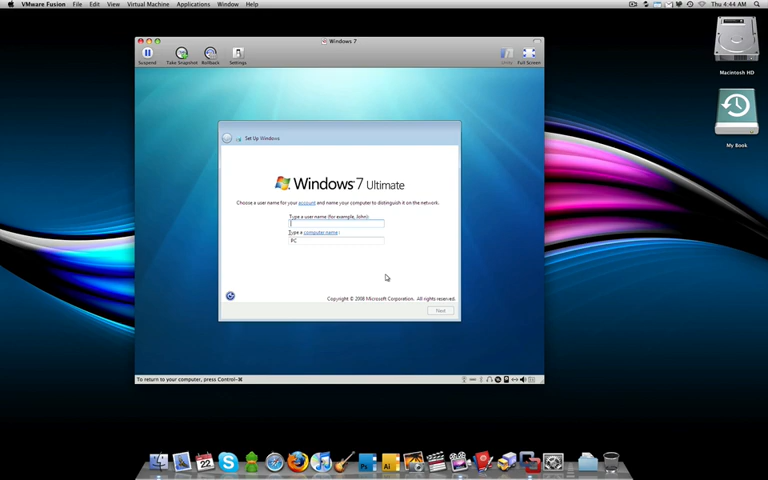 VMware Fusion File Edit View Virtual Machine Applications Window Help
Thu 4:44 AM
Windows 7
Suspend Take Snapshot Rollback Settings Unity Full Screen
Macintosh HD
My Book
Set Up Windows
Windows 7 Ultimate
Choose a user name for your account and name your computer to distinguish it on the network.
Type a user name (for example, John):
Type a computer name:
PC
Copyright © 2008 Microsoft Corporation. All rights reserved.
Next
To return to your computer, press Control-⌘
22
Ps
Ai